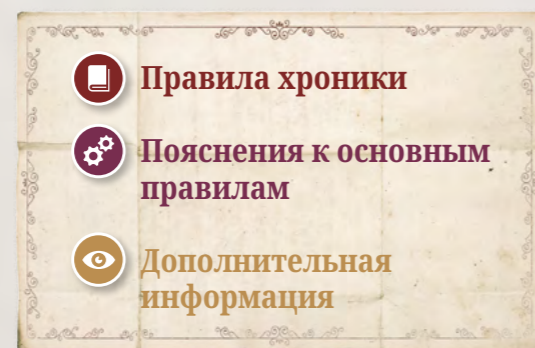 Правила хроники
Пояснения к основным
правилам
Дополнительная
информация